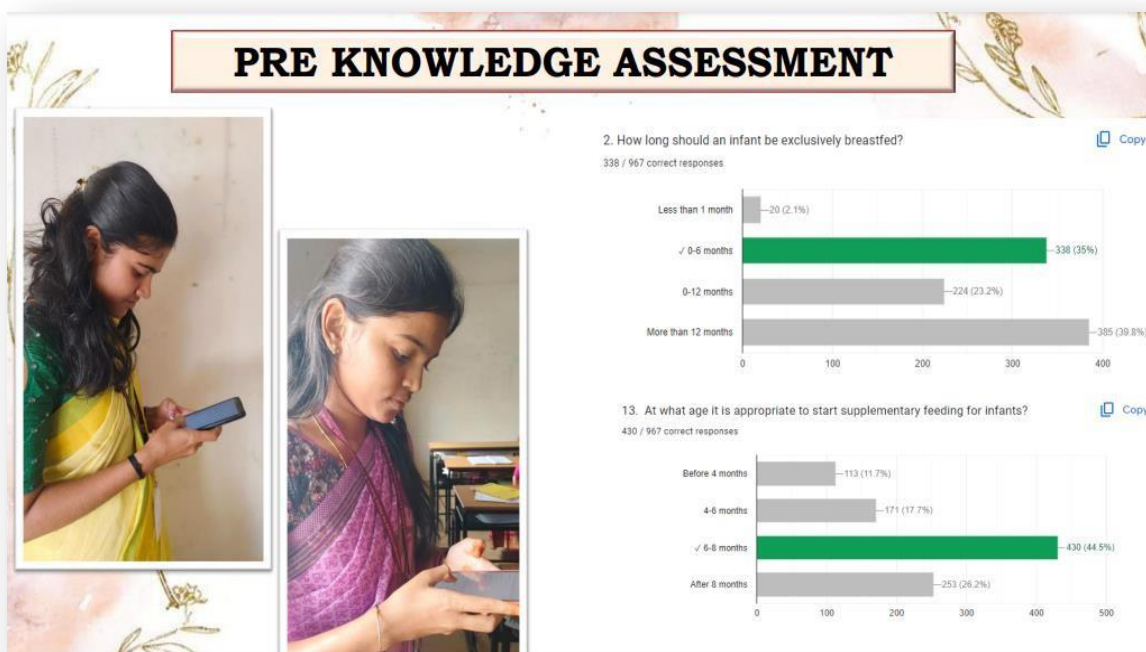 PRE KNOWLEDGE ASSESSMENT
2. How long should an infant be exclusively breastfed?
Copy
338 / 967 correct responses
Less than 1 month
20 (2.1%)
✓ 0-6 months
338 (35%)
0-12 months
224 (23.2%)
More than 12 months
385 (39.8%)
0 100 200 300 400
13. At what age it is appropriate to start supplementary feeding for infants?
Copy
430 / 967 correct responses
Before 4 months
113 (11.7%)
4-6 months
171 (17.7%)
✓ 6-8 months
430 (44.5%)
After 8 months
253 (26.2%)
0 100 200 300 400 500